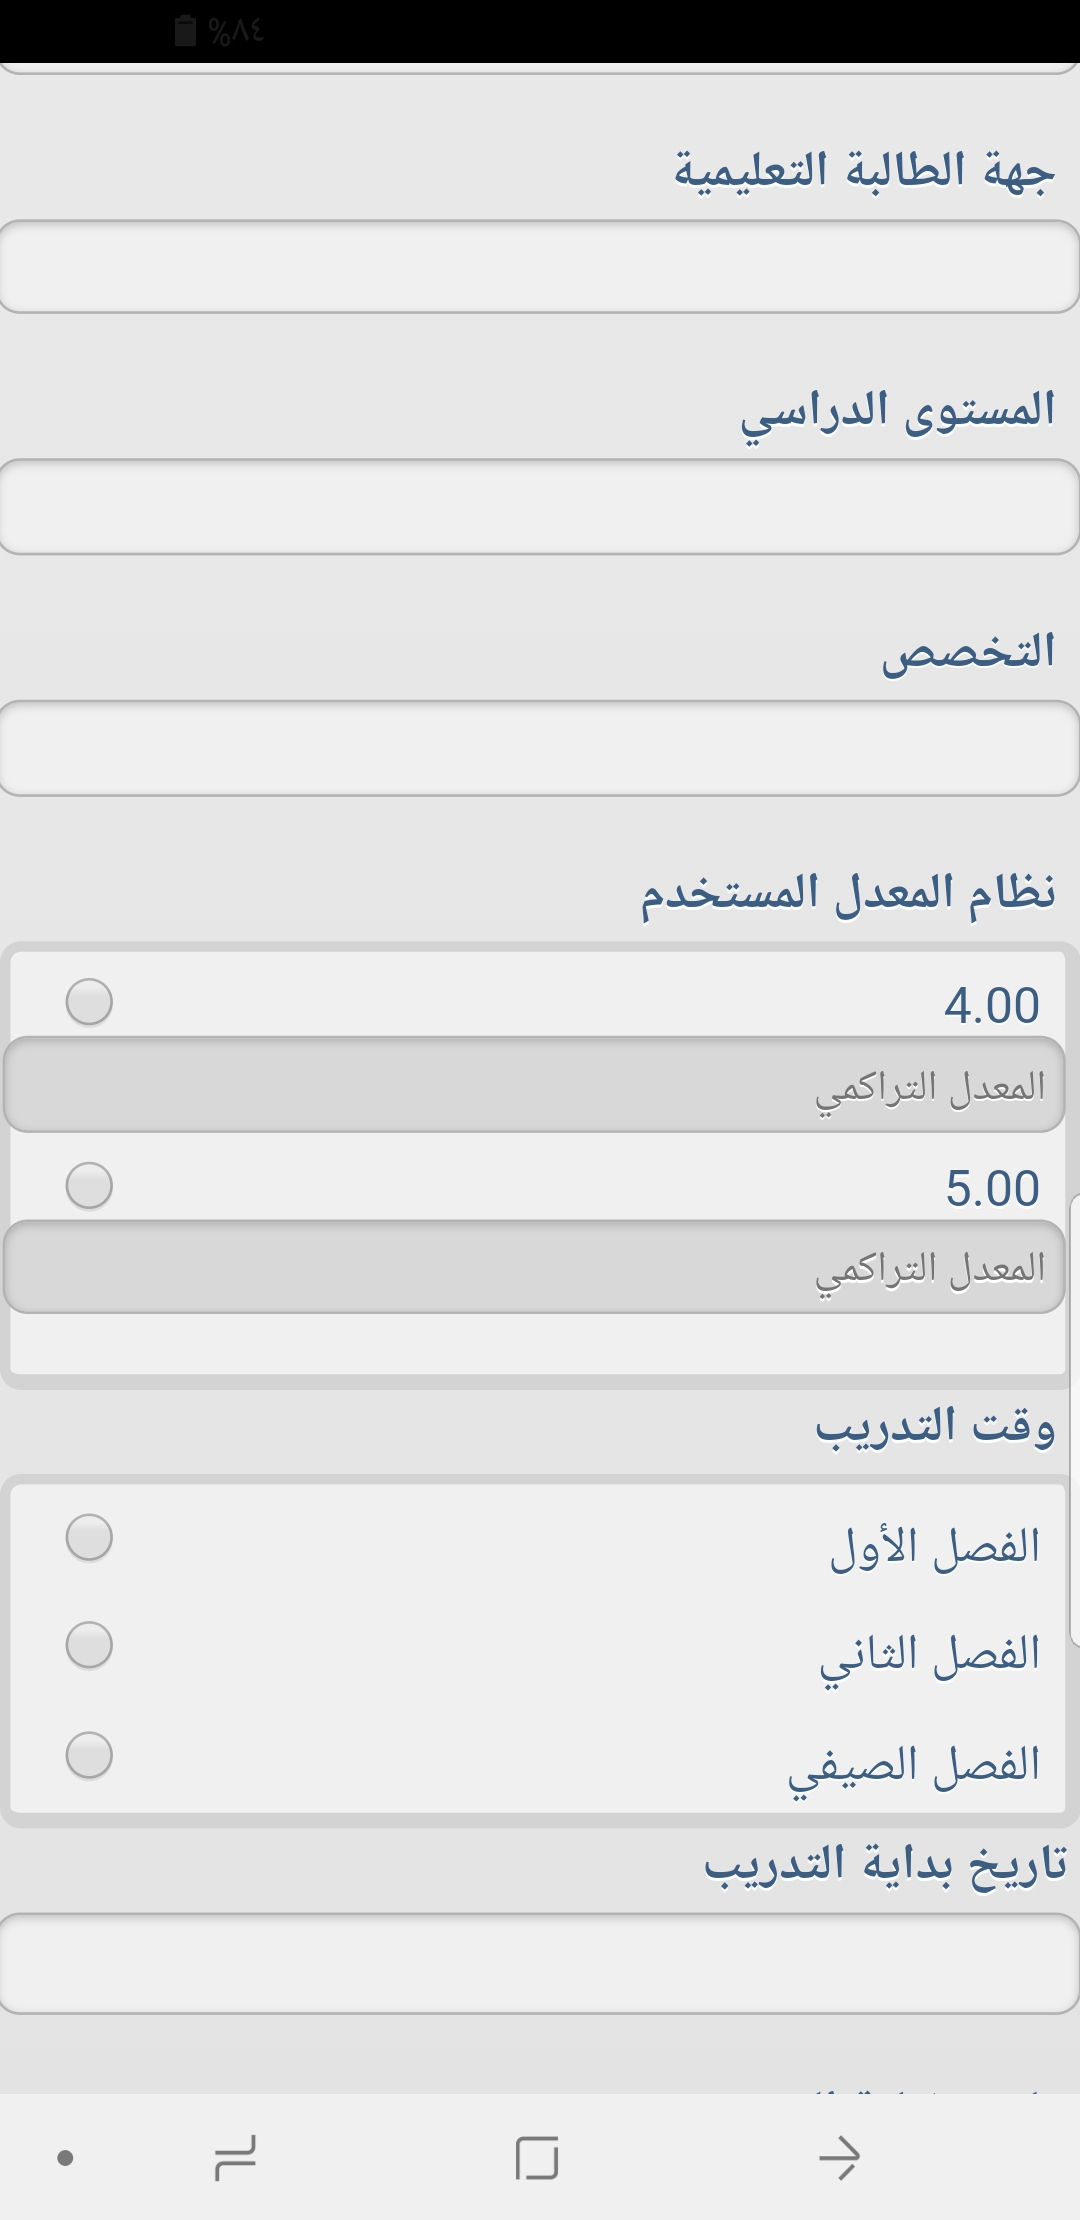 %٨٤
جهة الطالبة التعليمية
المستوى الدراسي
التخصص
نظام المعدل المستخدم
4.00
المعدل التراكمي
5.00
المعدل التراكمي
وقت التدريب
الفصل الأول
الفصل الثاني
الفصل الصيفي
تاريخ بداية التدريب